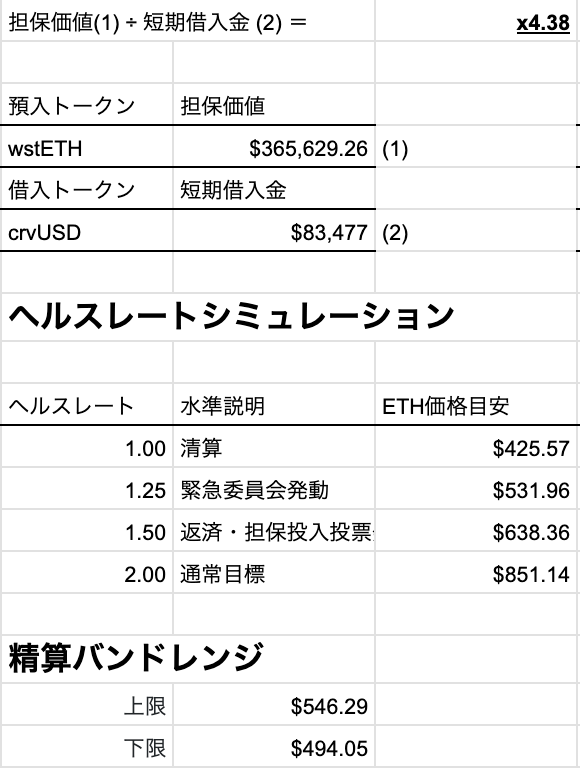 担保価値(1) ÷ 短期借入金 (2) ＝ x4.38
預入トークン 担保価値
wstETH $365,629.26 (1)
借入トークン 短期借入金
crvUSD $83,477 (2)
ヘルスレートシミュレーション
ヘルスレート 水準説明 ETH価格目安
1.00 清算 $425.57
1.25 緊急委員会発動 $531.96
1.50 返済・担保投入投票 $638.36
2.00 通常目標 $851.14
精算バンドレンジ
上限 $546.29
下限 $494.05